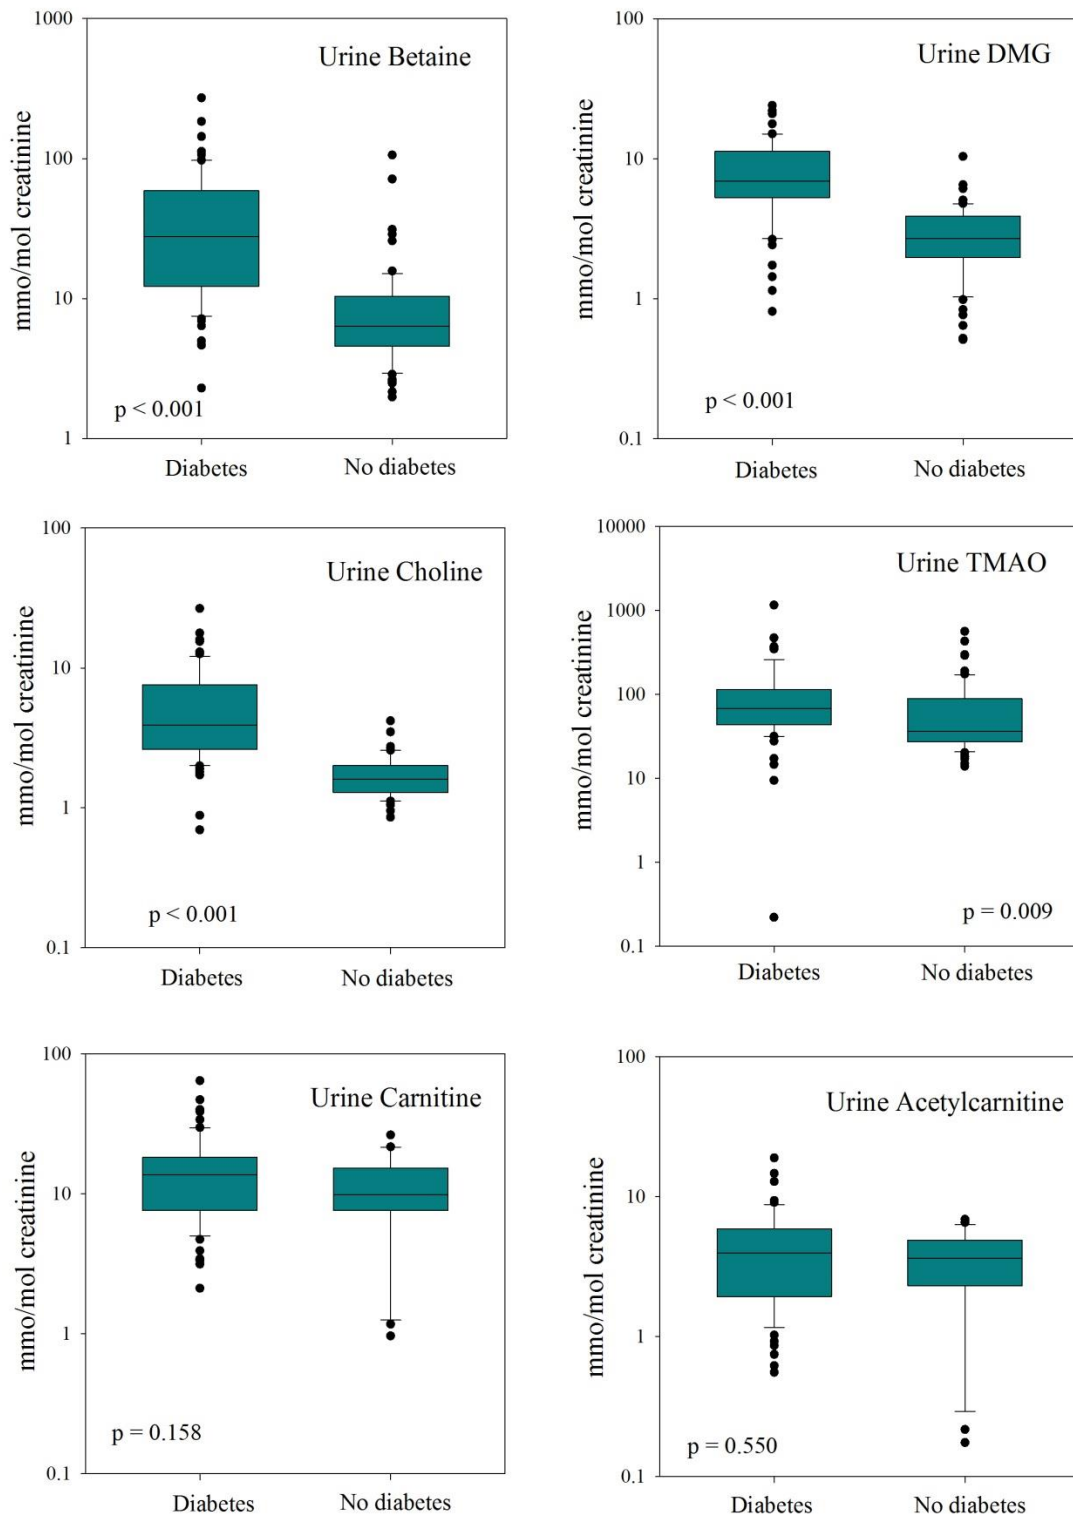 1000
Urine Betaine
100
10
1
mmo/mol creatinine
p < 0.001
Diabetes
No diabetes
100
Urine DMG
10
1
0.1
mmo/mol creatinine
p < 0.001
Diabetes
No diabetes
100
Urine Choline
10
1
0.1
mmo/mol creatinine
p < 0.001
Diabetes
No diabetes
10000
Urine TMAO
1000
100
10
1
0.1
mmo/mol creatinine
p = 0.009
Diabetes
No diabetes
100
Urine Carnitine
10
1
0.1
mmo/mol creatinine
p = 0.158
Diabetes
No diabetes
100
Urine Acetylcarnitine
10
1
0.1
mmo/mol creatinine
p = 0.550
Diabetes
No diabetes